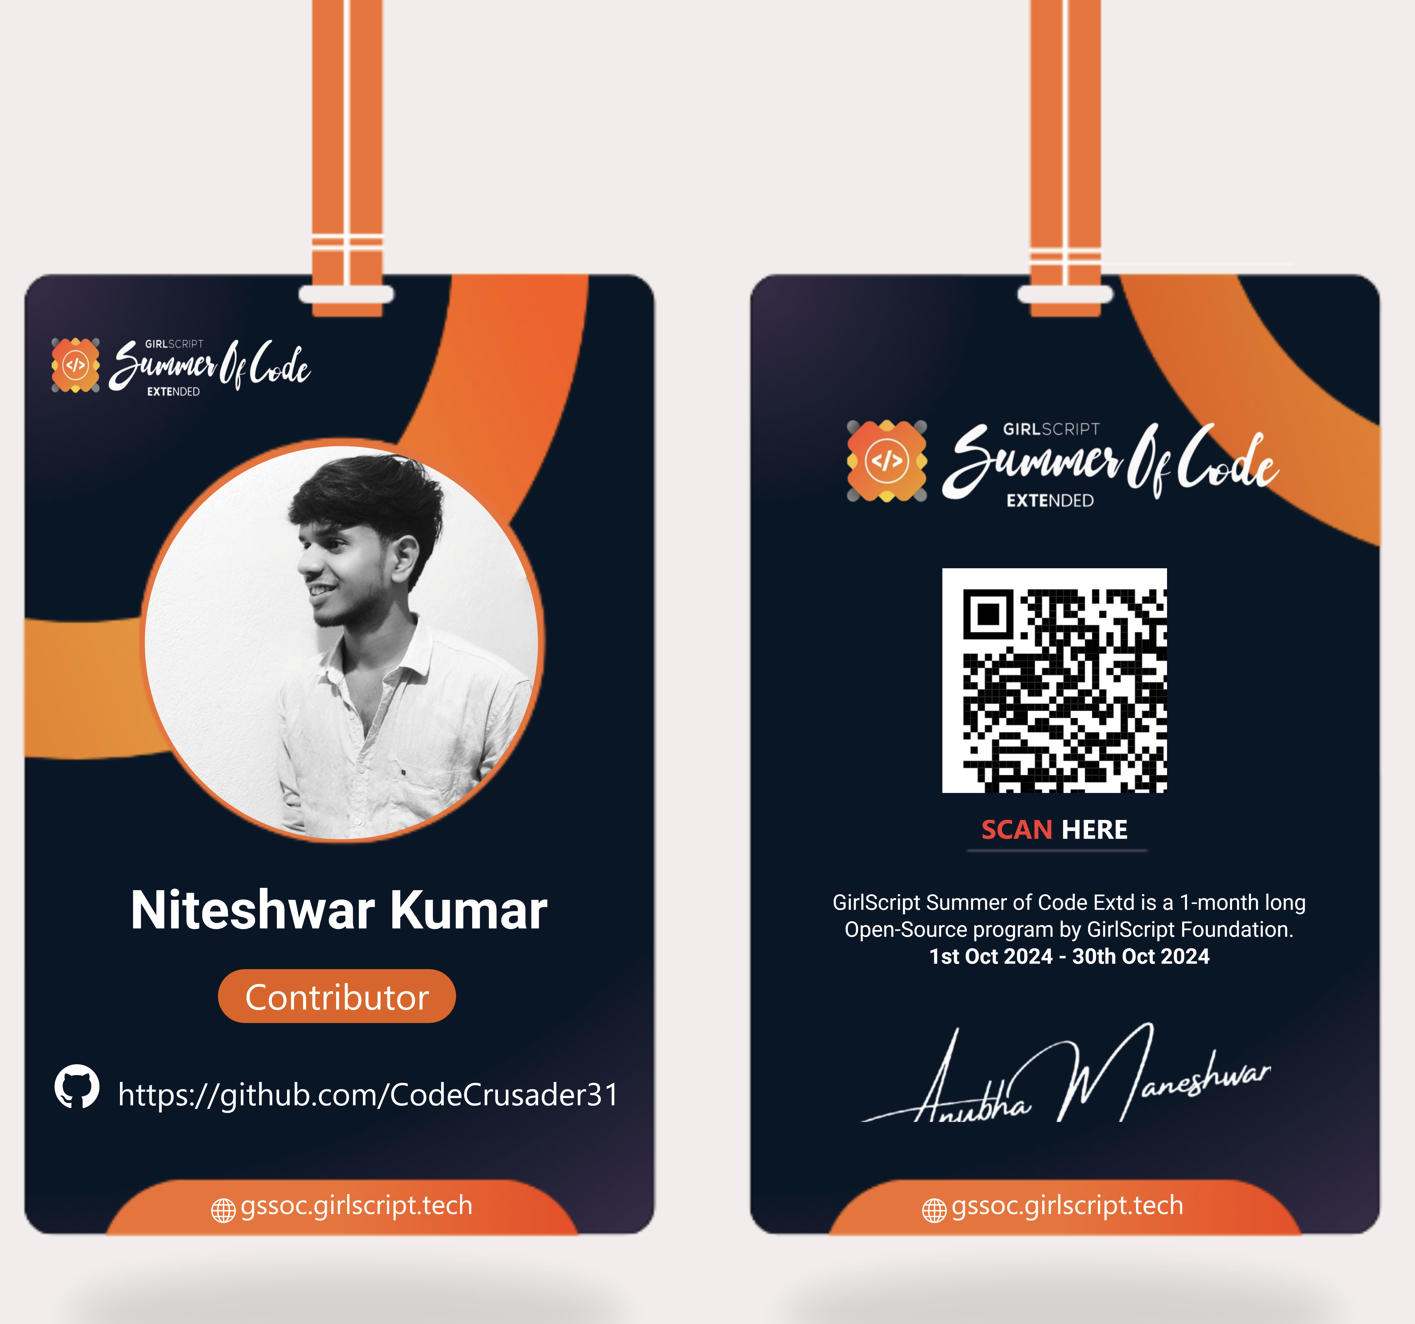 GIRLSCRIPT
Summer Of Code
EXTENDED
Niteshwar Kumar
Contributor
https://github.com/CodeCrusader31
gssoc.girlscript.tech
GIRLSCRIPT
Summer Of Code
EXTENDED
SCAN HERE
GirlScript Summer of Code Extd is a 1-month long
Open-Source program by GirlScript Foundation.
1st Oct 2024 - 30th Oct 2024
Anubha Maneshwar
gssoc.girlscript.tech